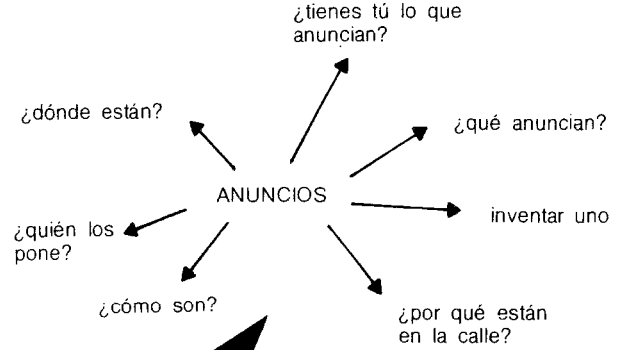 ¿tienes tú lo que
anuncian?
¿dónde están?
¿qué anuncian?
ANUNCIOS
inventar uno
¿quién los
pone?
¿cómo son?
¿por qué están
en la calle?